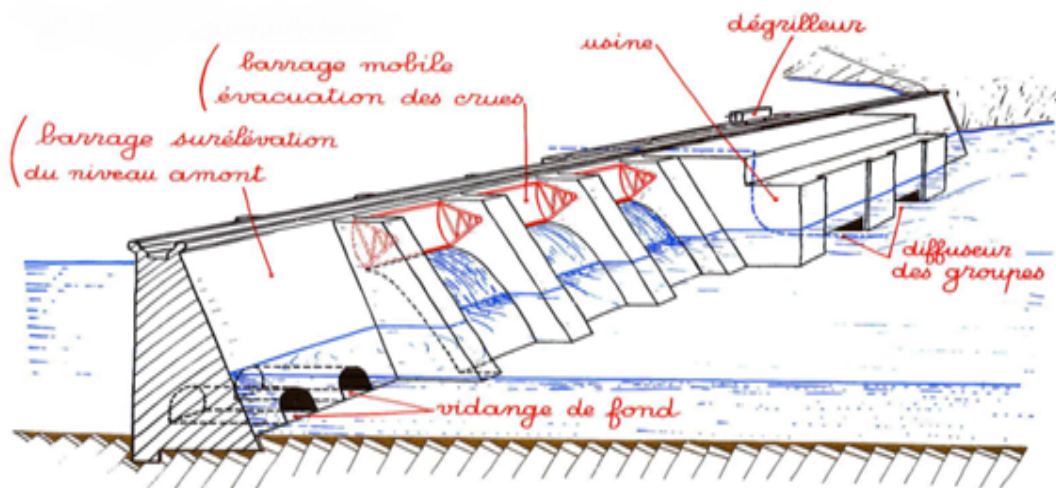 dégrilleur
usine
barrage mobile
évacuation des crues
barrage surélévation
du niveau amont
diffuseur
des groupes
vidange de fond